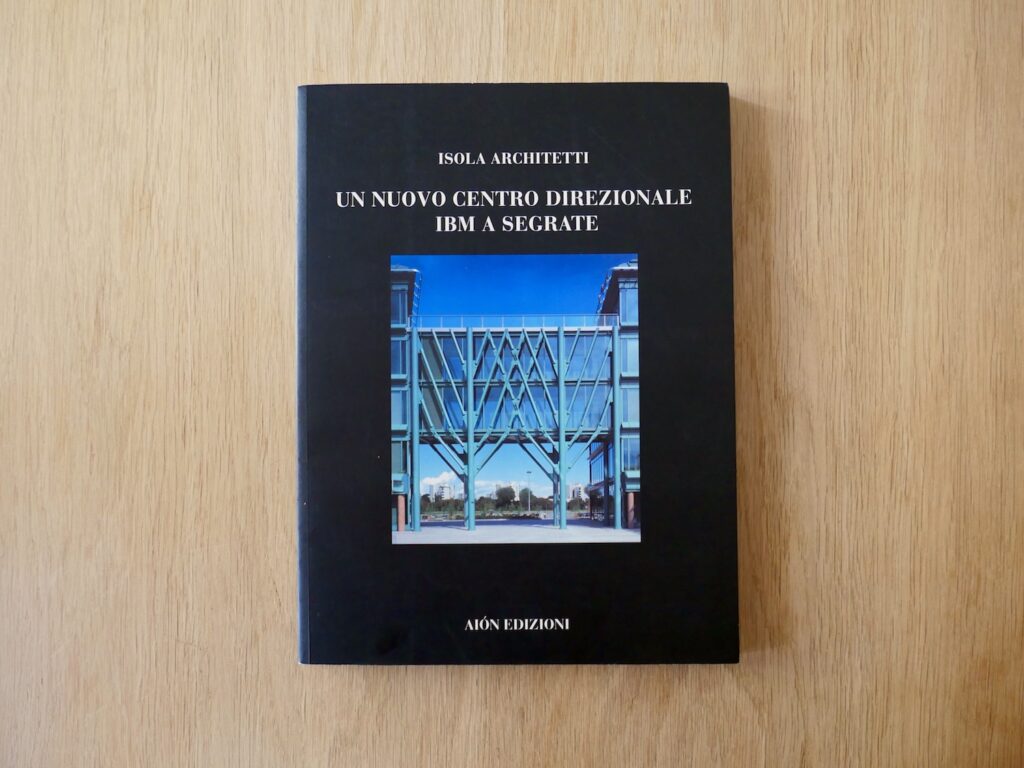 ISOLA ARCHITETTI
UN NUOVO CENTRO DIREZIONALE
IBM A SEGRATE
AIÓN EDIZIONI